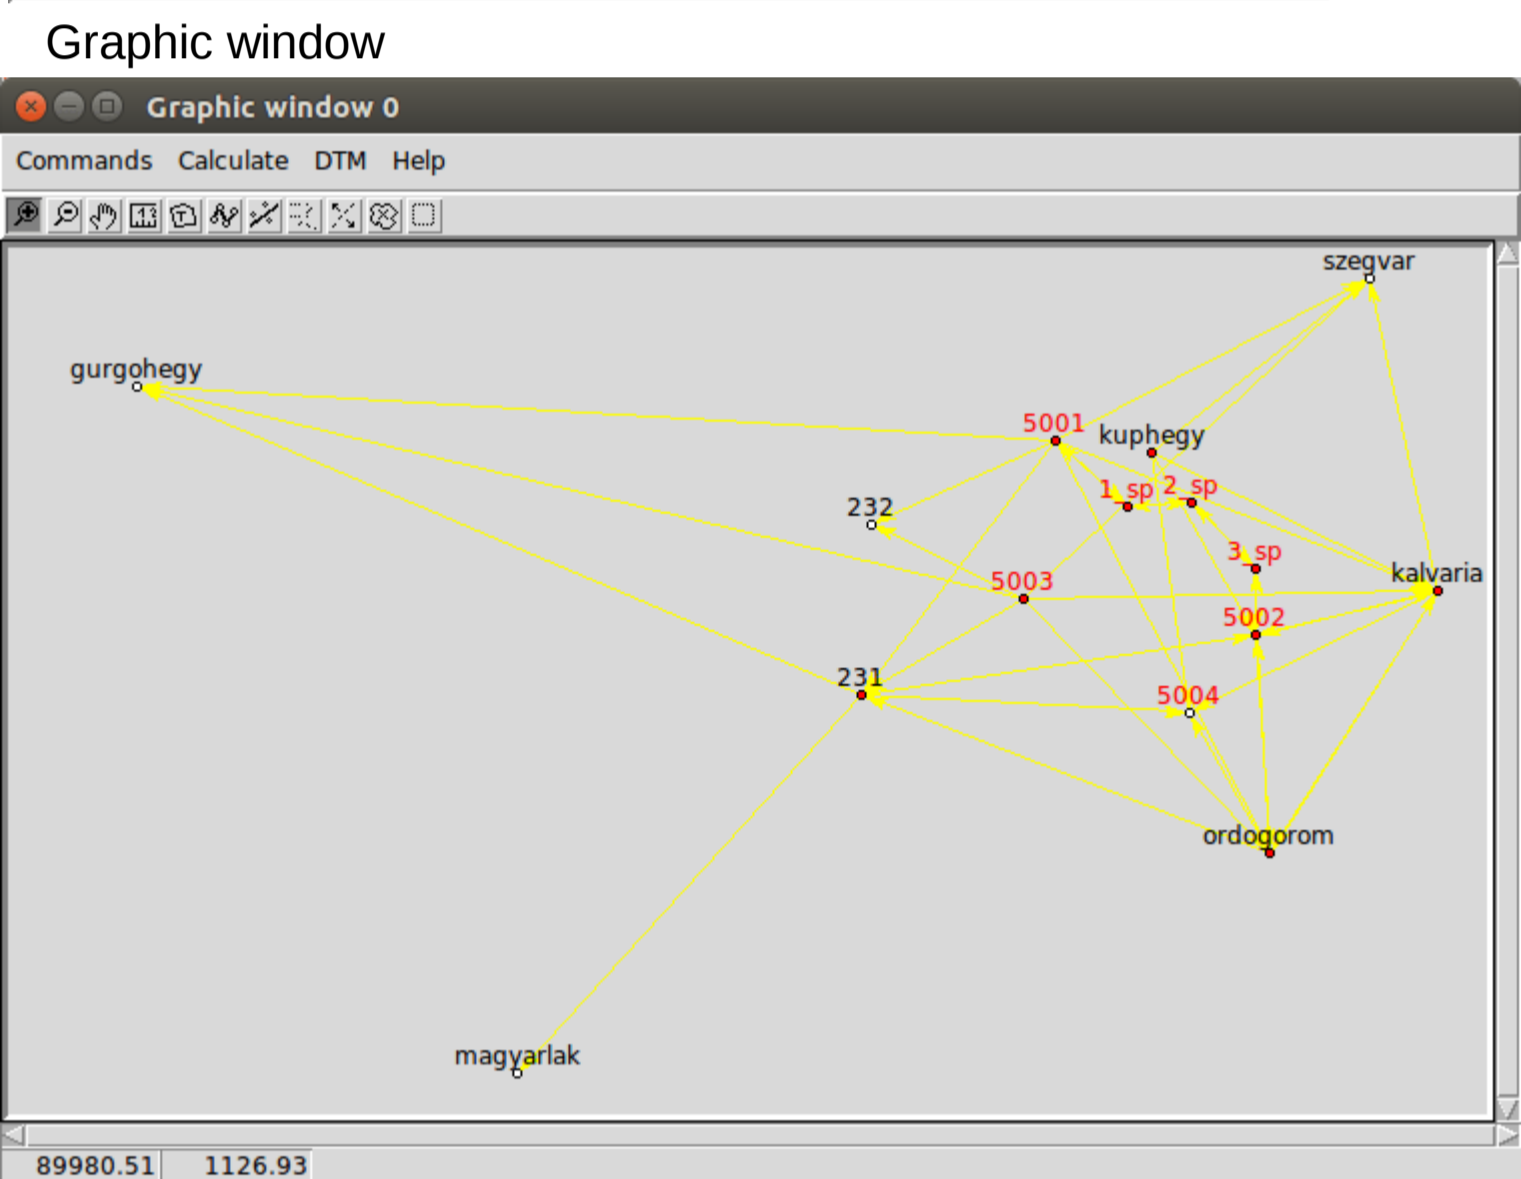 Graphic window
Graphic window 0
Commands Calculate DTM Help
szegvar
gurgohegy
5001
kuphegy
1_sp 2_sp
232
3_sp
5003
kalvaria
5002
231
5004
ordogorom
magyarlak
89980.51 1126.93